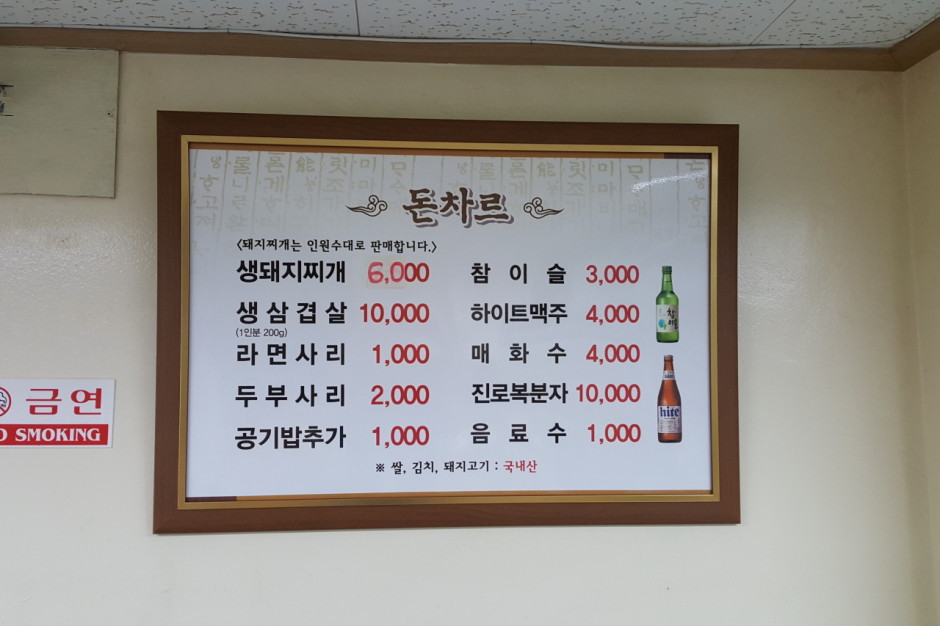 돈차르
<돼지찌개는 인원수대로 판매합니다.>
생돼지찌개 6,000
생삼겹살 10,000
(1인분 200g)
라면사리 1,000
두부사리 2,000
공기밥추가 1,000
참이슬 3,000
하이트맥주 4,000
매화수 4,000
진로복분자 10,000
음료수 1,000
※ 쌀, 김치, 돼지고기 : 국내산
hite
금연
SMOKING